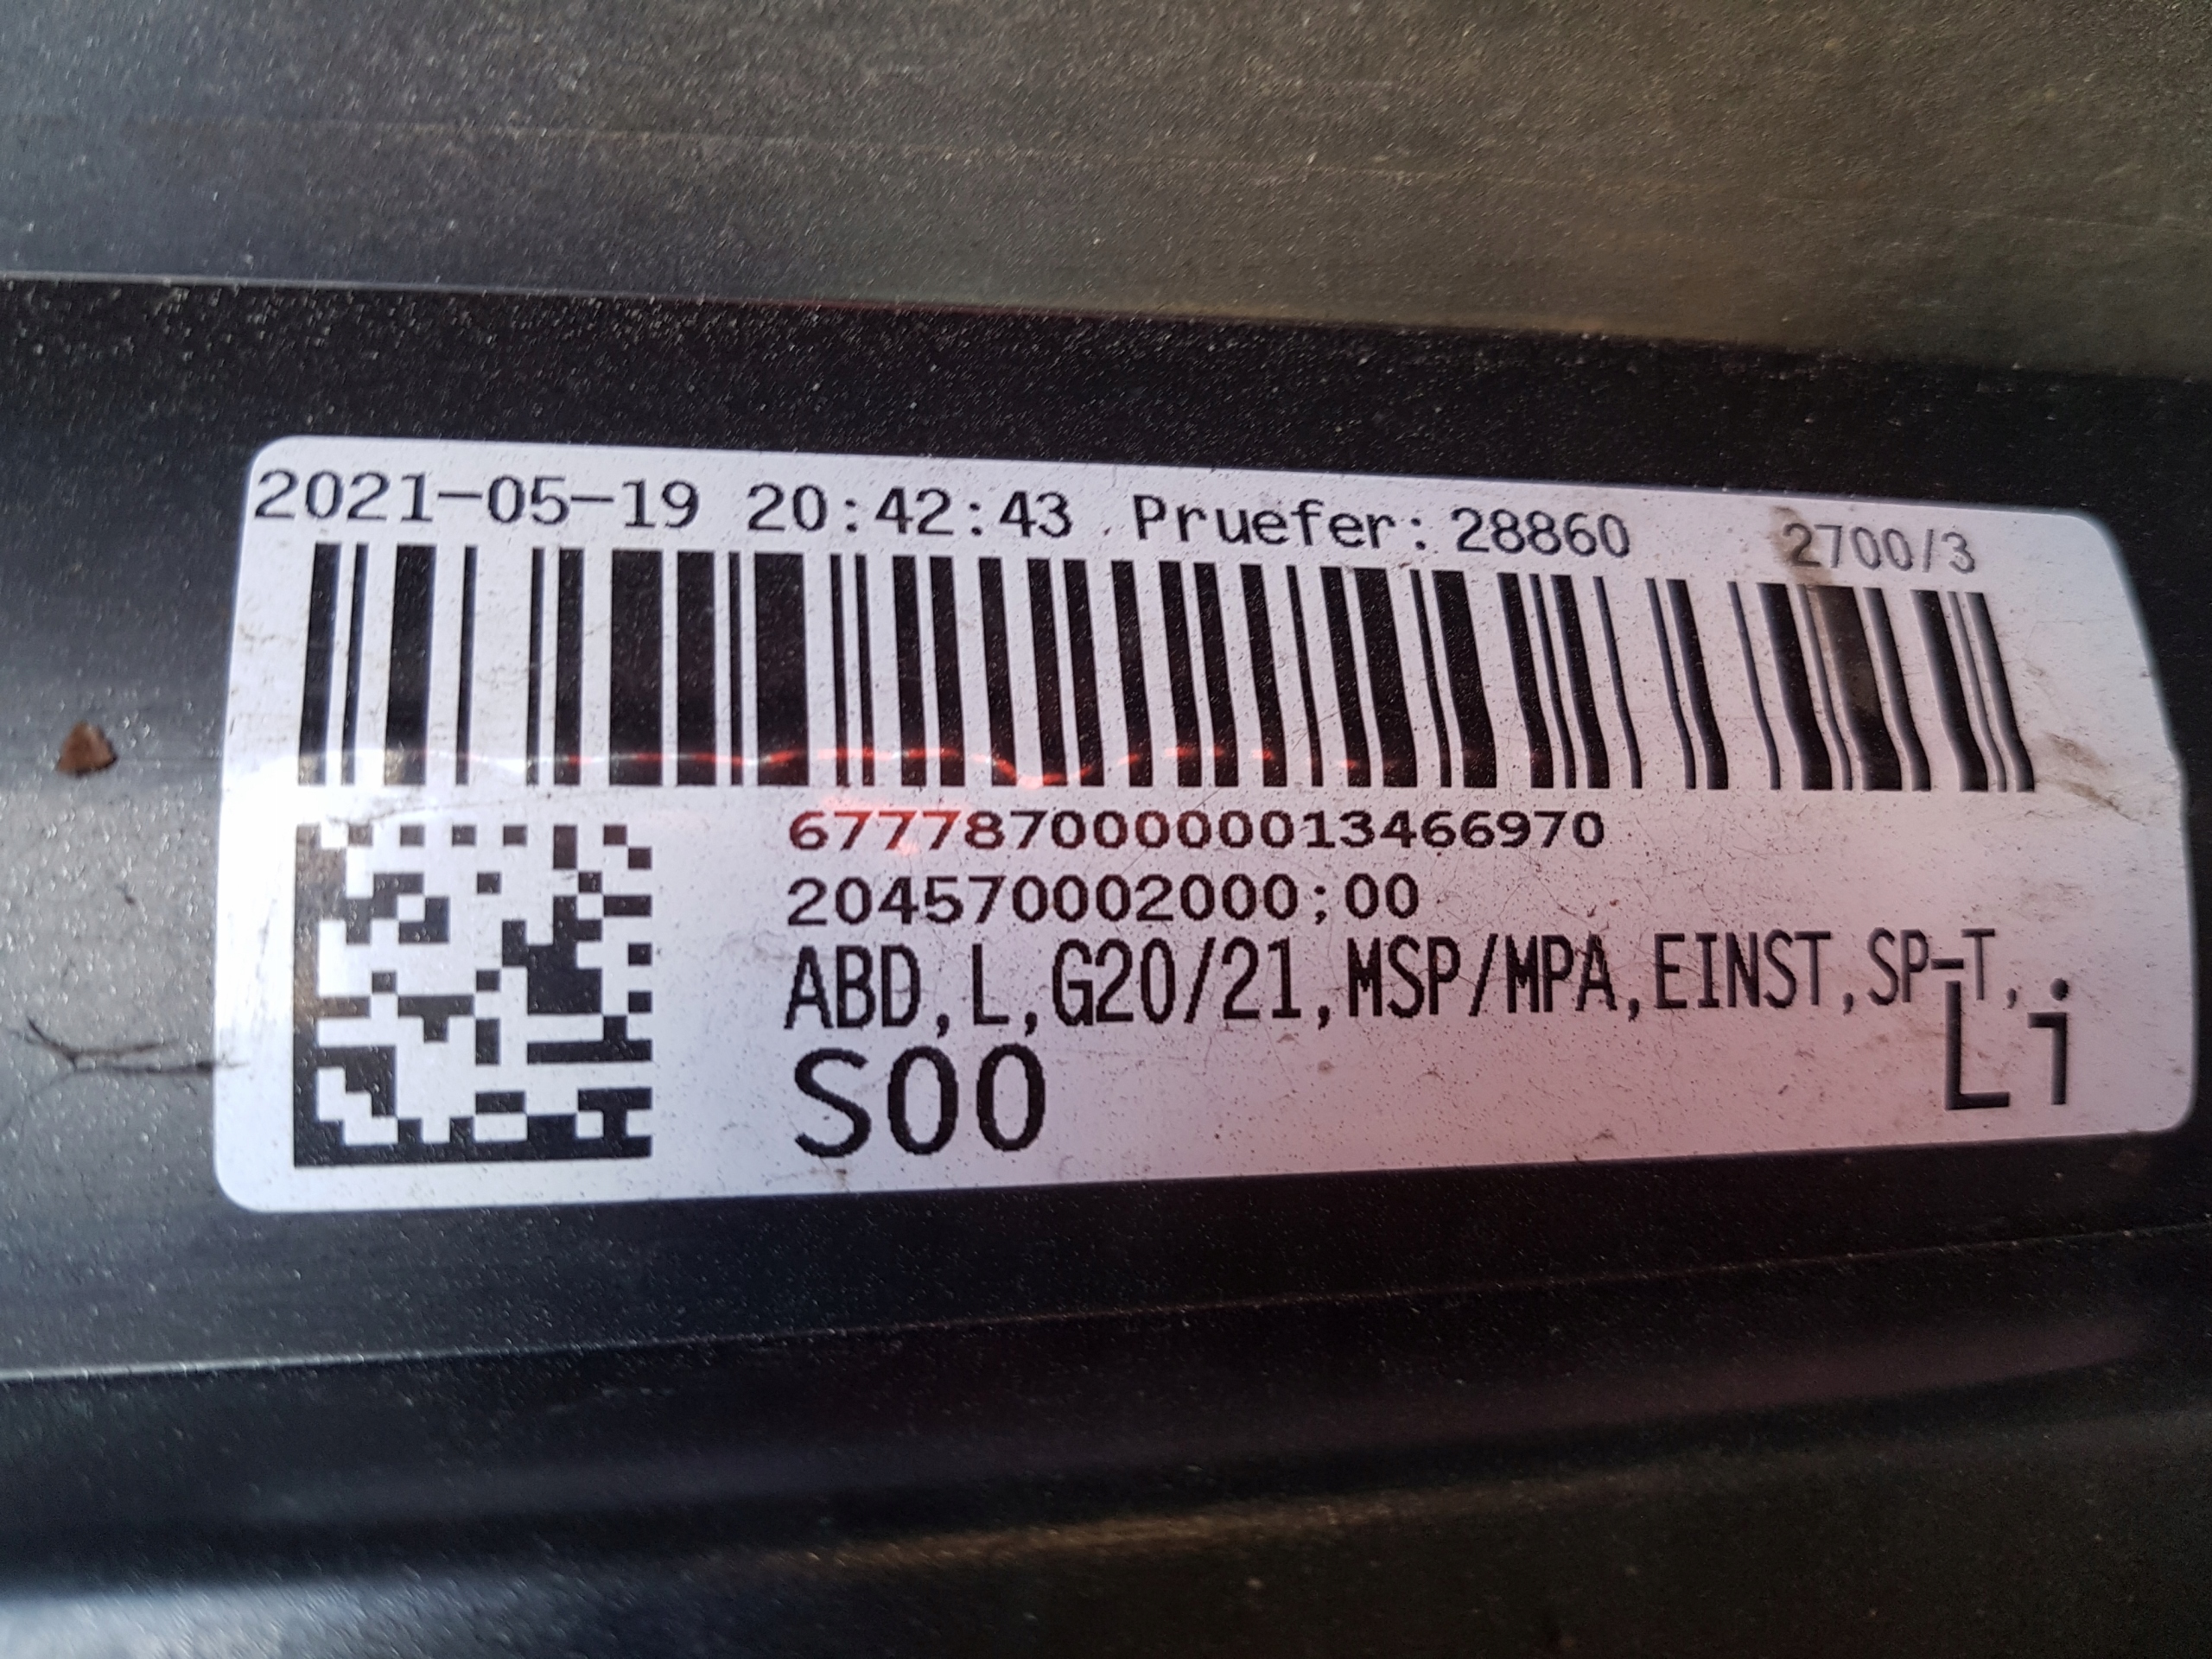 2021-05-19 20:42:43 Pruefer: 28860 2700/3
67778700000013466970
204570002000;00
ABD,L,G20/21,MSP/MPA,EINST,SP-T,
S00 Li